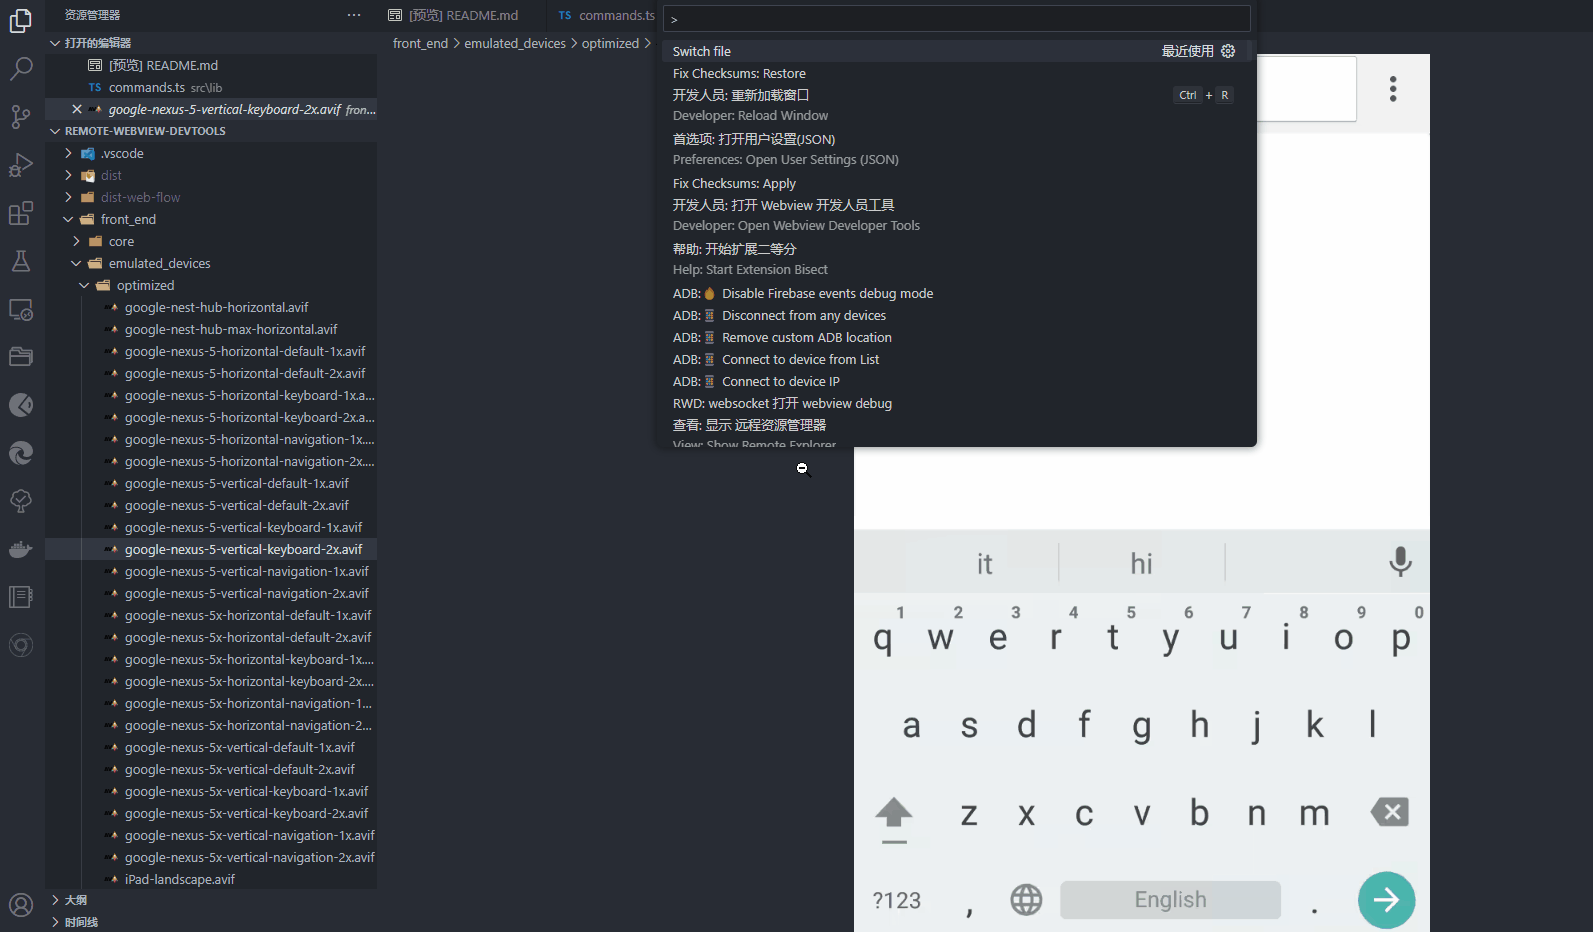 资源管理器
打开的编辑器
[预览] README.md
commands.ts src\lib
google-nexus-5-vertical-keyboard-2x.avif fron...
REMOTE-WEBVIEW-DEVTOOLS
.vscode
dist
dist-web-flow
front_end
core
emulated_devices
optimized
google-nest-hub-horizontal.avif
google-nest-hub-max-horizontal.avif
google-nexus-5-horizontal-default-1x.avif
google-nexus-5-horizontal-default-2x.avif
google-nexus-5-horizontal-keyboard-1x.a...
google-nexus-5-horizontal-keyboard-2x.a...
google-nexus-5-horizontal-navigation-1x....
google-nexus-5-horizontal-navigation-2x....
google-nexus-5-vertical-default-1x.avif
google-nexus-5-vertical-default-2x.avif
google-nexus-5-vertical-keyboard-1x.avif
google-nexus-5-vertical-keyboard-2x.avif
google-nexus-5-vertical-navigation-1x.avif
google-nexus-5-vertical-navigation-2x.avif
google-nexus-5x-horizontal-default-1x.avif
google-nexus-5x-horizontal-default-2x.avif
google-nexus-5x-horizontal-keyboard-1x....
google-nexus-5x-horizontal-keyboard-2x....
google-nexus-5x-horizontal-navigation-1...
google-nexus-5x-horizontal-navigation-2...
google-nexus-5x-vertical-default-1x.avif
google-nexus-5x-vertical-default-2x.avif
google-nexus-5x-vertical-keyboard-1x.avif
google-nexus-5x-vertical-keyboard-2x.avif
google-nexus-5x-vertical-navigation-1x.avif
google-nexus-5x-vertical-navigation-2x.avif
iPad-landscape.avif
大纲
时间线
[预览] README.md
TS commands.ts
front_end > emulated_devices > optimized >
>
Switch file 最近使用
Fix Checksums: Restore
开发人员: 重新加载窗口 Ctrl + R
Developer: Reload Window
首选项: 打开用户设置(JSON)
Preferences: Open User Settings (JSON)
Fix Checksums: Apply
开发人员: 打开 Webview 开发人员工具
Developer: Open Webview Developer Tools
帮助: 开始扩展二等分
Help: Start Extension Bisect
ADB: Disable Firebase events debug mode
ADB: Disconnect from any devices
ADB: Remove custom ADB location
ADB: Connect to device from List
ADB: Connect to device IP
RWD: websocket 打开 webview debug
查看: 显示 远程资源管理器
View: Show Remote Explorer
it hi
1 2 3 4 5 6 7 8 9 0
q w e r t y u i o p
a s d f g h j k l
z x c v b n m
?123 , English .